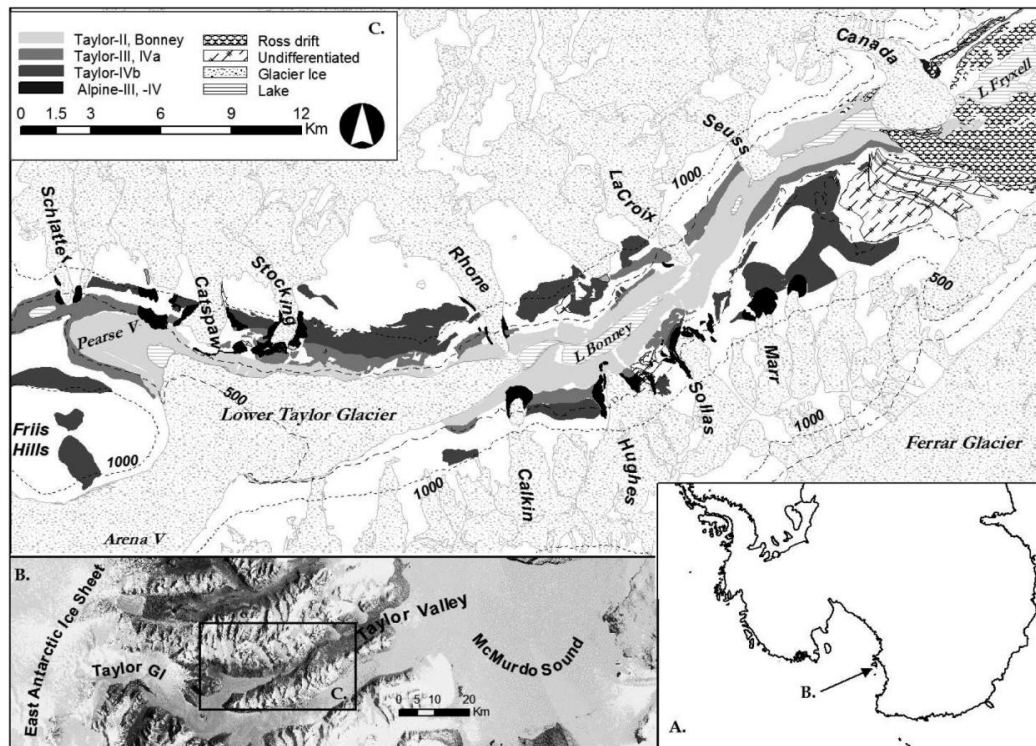 Taylor-II, Bonney
Taylor-III, IVa
Taylor-IVb
Alpine-III, -IV
Ross drift
Undifferentiated
Glacier Ice
Lake
C.
0 1.5 3 6 9 12
Km
Canada
L Fryxell
Seuss
1000
LaCroix
Schlatter
Catspaw
Stocking
Rhone
Pearse V
500
L Bonney
500
Lower Taylor Glacier
Friis
Hills
1000
1000
Calkin
Hughes
Sollas
Marr
1000
Ferrar Glacier
Arena V
B.
East Antarctic Ice Sheet
Taylor Gl
Taylor Valley
McMurdo Sound
C.
0 5 10 20
Km
B.
A.